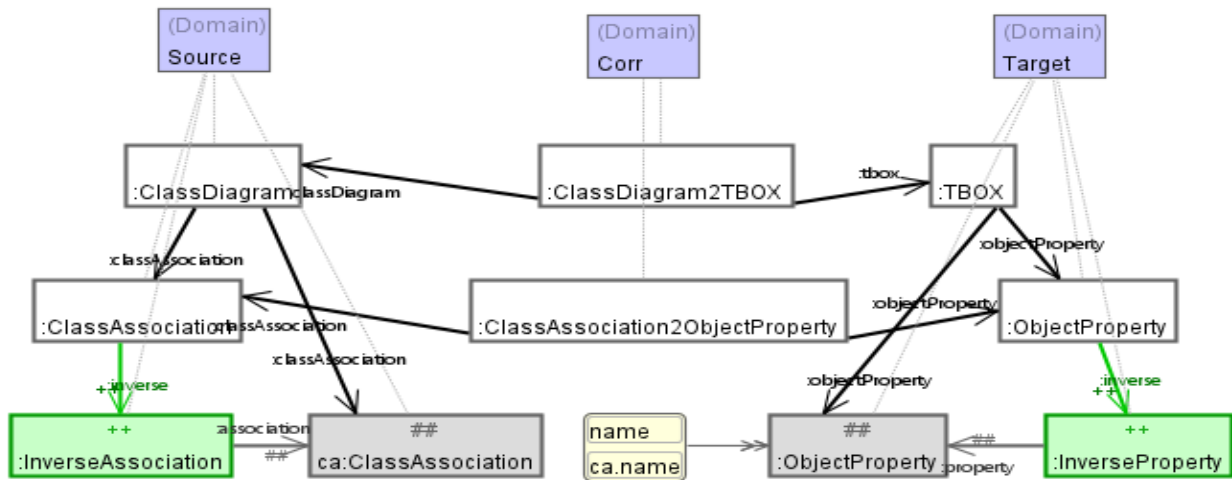 (Domain)
Source
(Domain)
Corr
(Domain)
Target
:ClassDiagram
:classDiagram
:ClassDiagram2TBOX
:tbox
:TBOX
:classAssociation
:objectProperty
:ClassAssociation
:classAssociation
:ClassAssociation2ObjectProperty
:objectProperty
:ObjectProperty
:classAssociation
:objectProperty
++
:inverse
++
:inverse
++
:InverseAssociation
:association
##
##
ca:ClassAssociation
name
ca.name
##
:ObjectProperty
##
:property
++
:InverseProperty